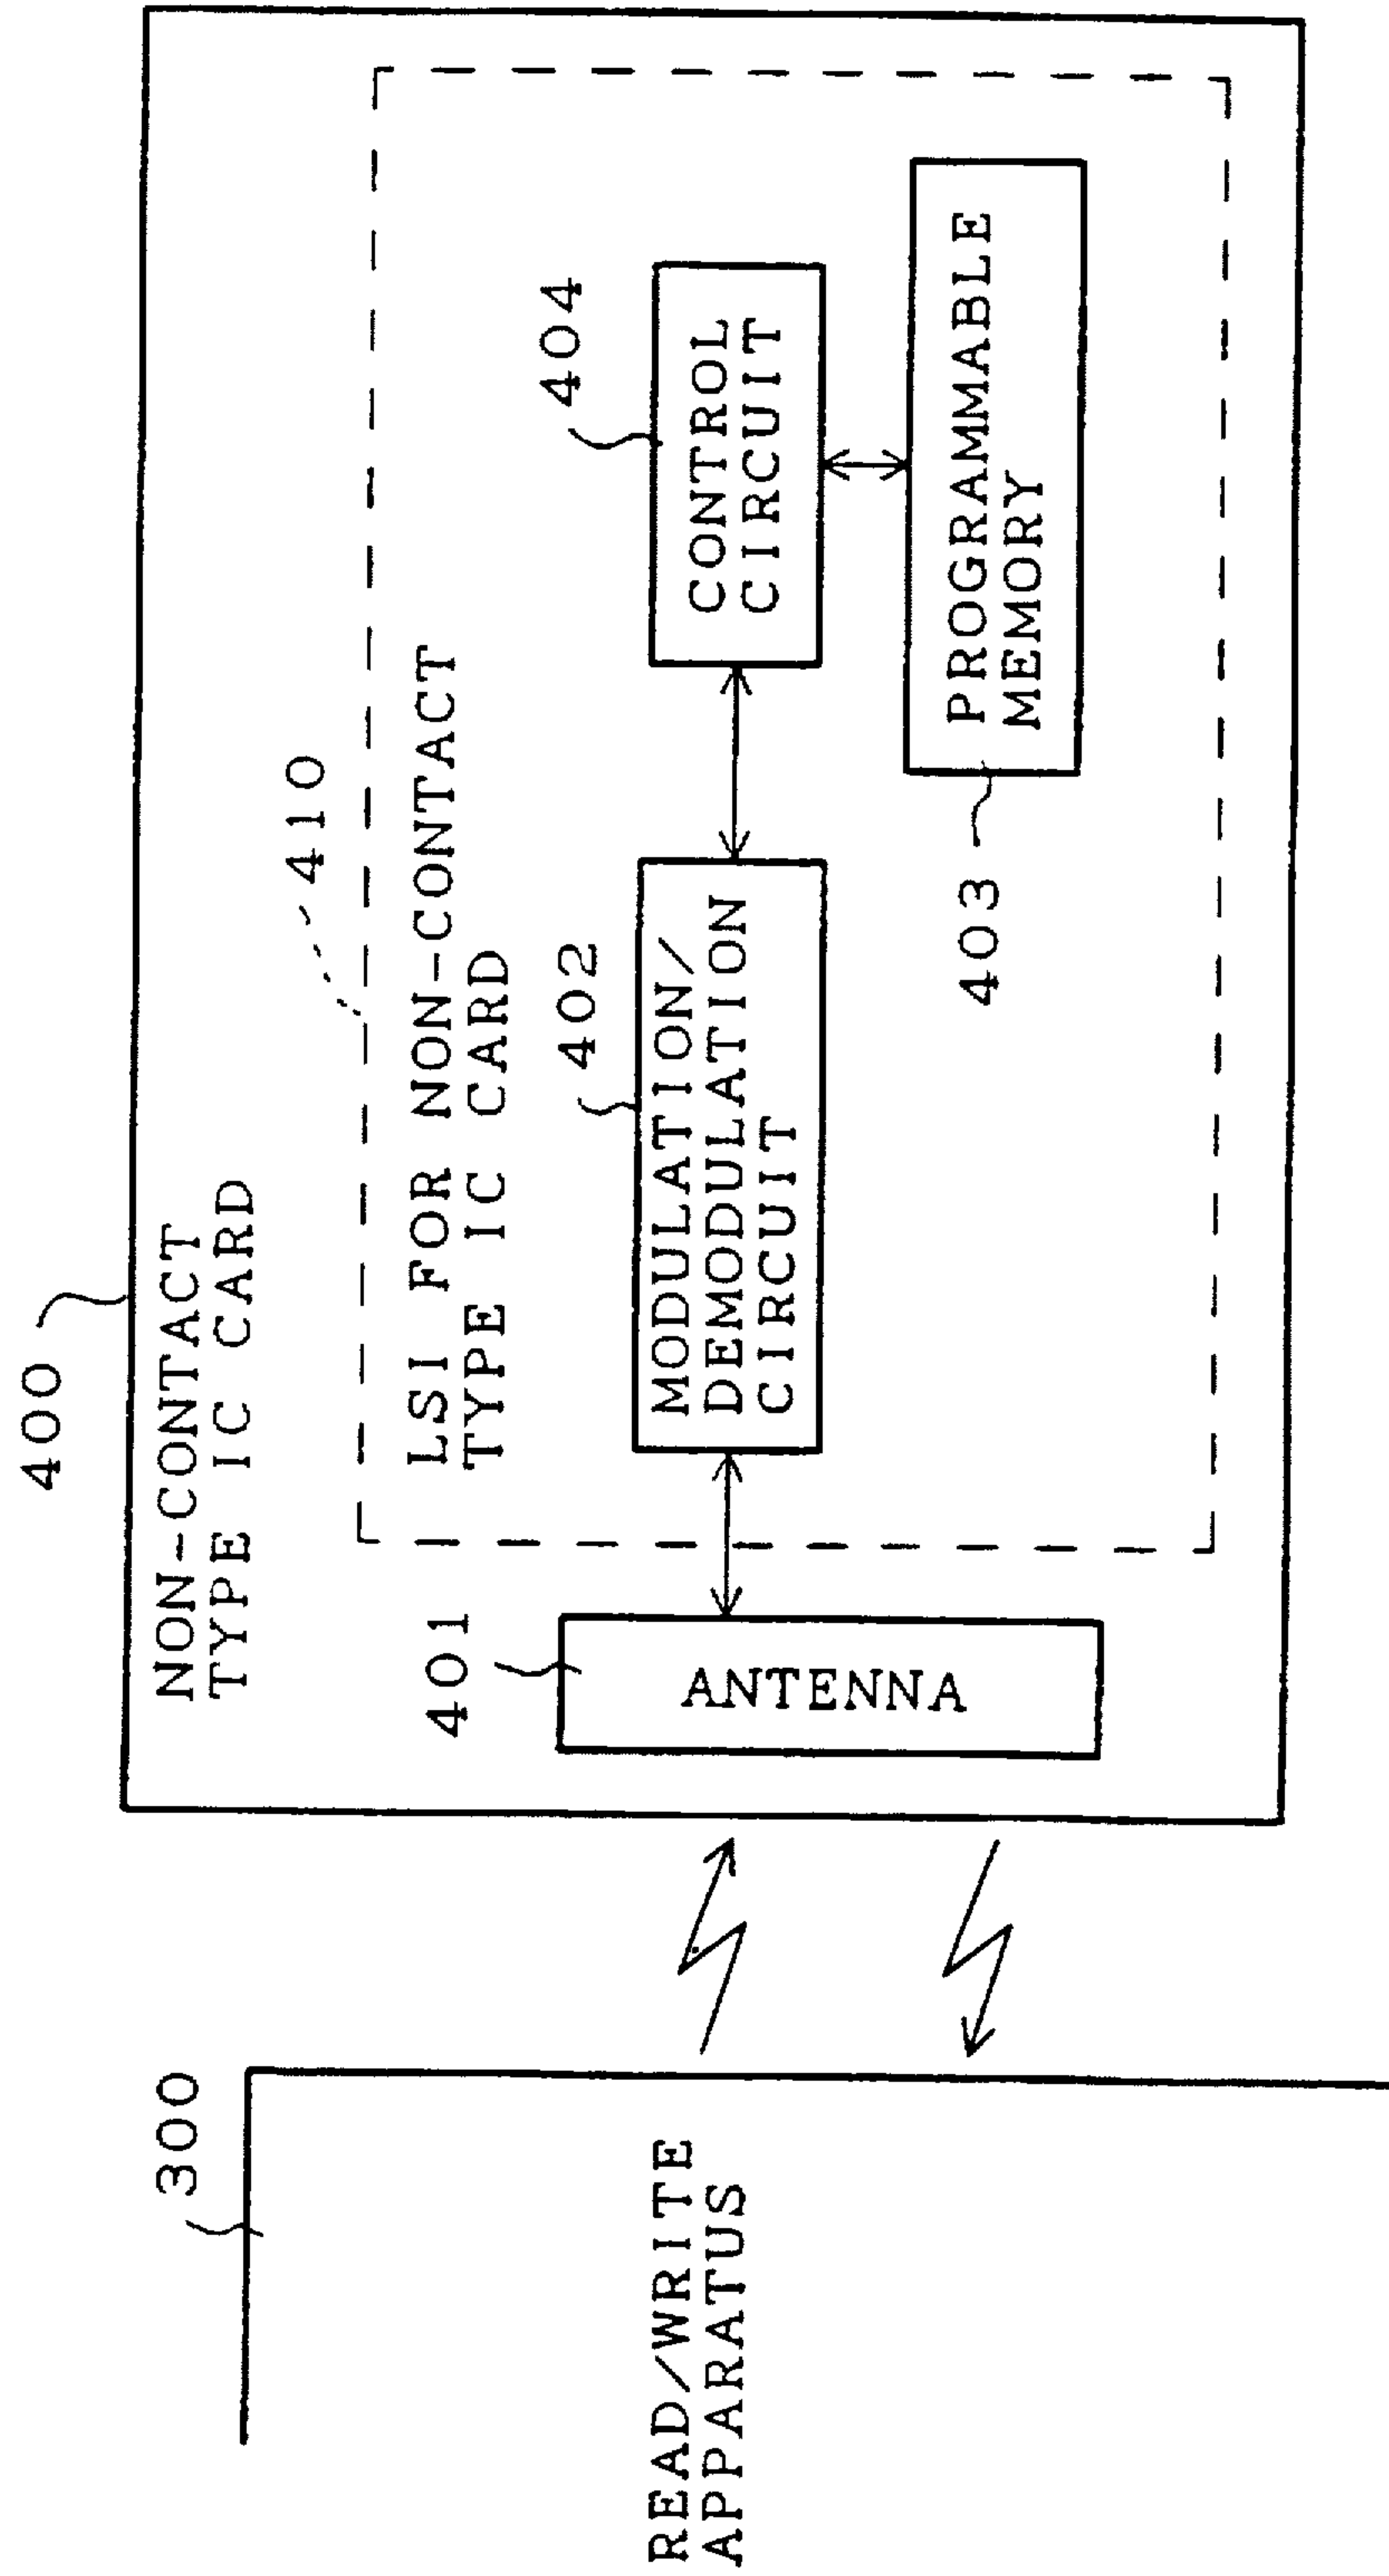 400
NON-CONTACT
TYPE IC CARD
410
LSI FOR NON-CONTACT
TYPE IC CARD
300
401
402
404
READ/WRITE
APPARATUS
ANTENNA
MODULATION/
DEMODULATION
CIRCUIT
CONTROL
CIRCUIT
403
PROGRAMMABLE
MEMORY